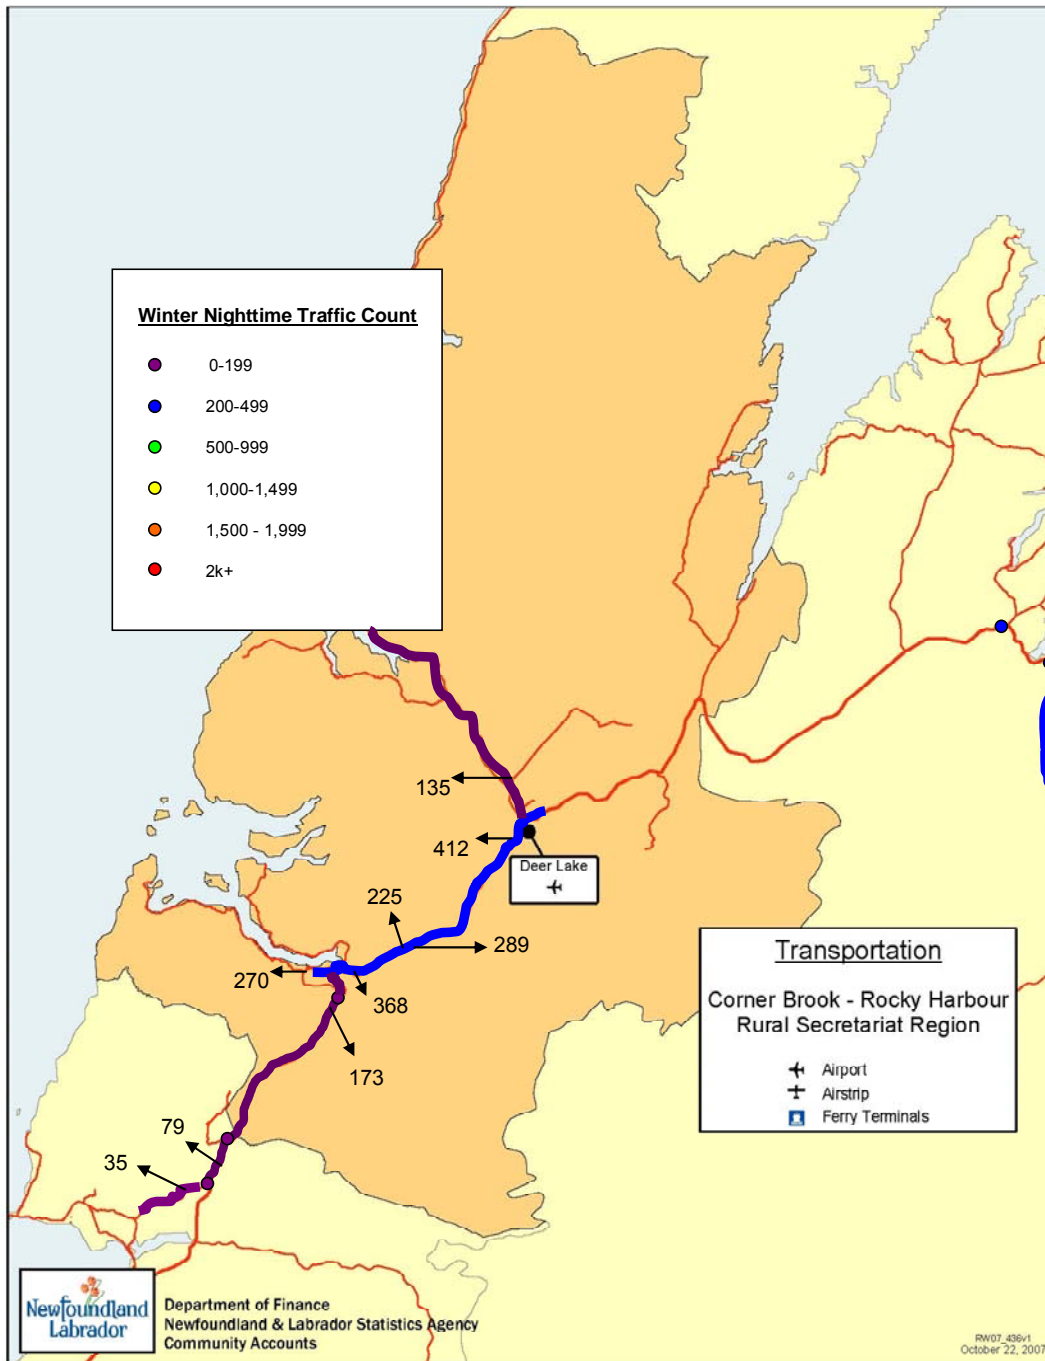 Winter Nighttime Traffic Count
0-199
200-499
500-999
1,000-1,499
1,500 - 1,999
2k+
135
412
Deer Lake
225
289
270
368
173
79
35
Transportation
Corner Brook - Rocky Harbour
Rural Secretariat Region
Airport
Airstrip
Ferry Terminals
Newfoundland
Labrador
Department of Finance
Newfoundland & Labrador Statistics Agency
Community Accounts
RW07_436v1
October 22, 2007